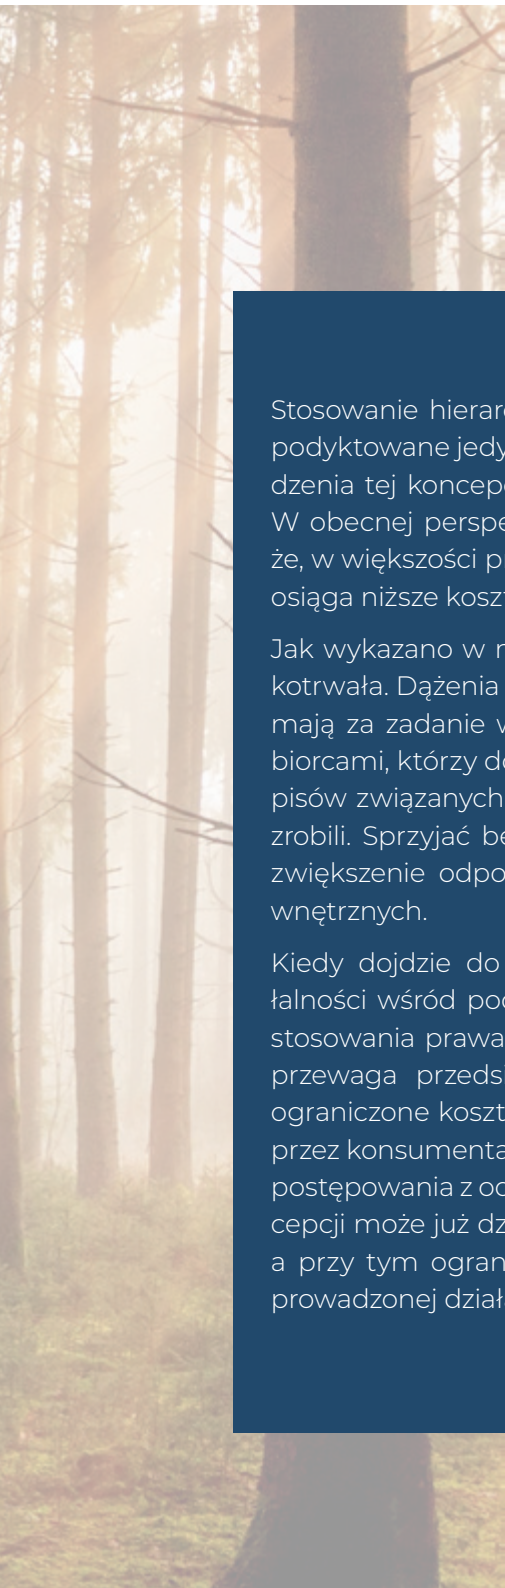 Stosowanie hierar
podyktowane jedy
dzenia tej koncep
W obecnej perspe
że, w większości p
osiąga niższe kosz
Jak wykazano w
kotrwała. Dążenia
mają za zadanie
biorcami, którzy d
pisów związanych
zrobili. Sprzyjać b
zwiększenie odpo
wnętrznych.
Kiedy dojdzie do
łalności wśród po
stosowania prawa
przewaga przeds
ograniczone koszt
przez konsumenta
postępowania z o
cepcji może już dz
a przy tym ogran
prowadzonej dział